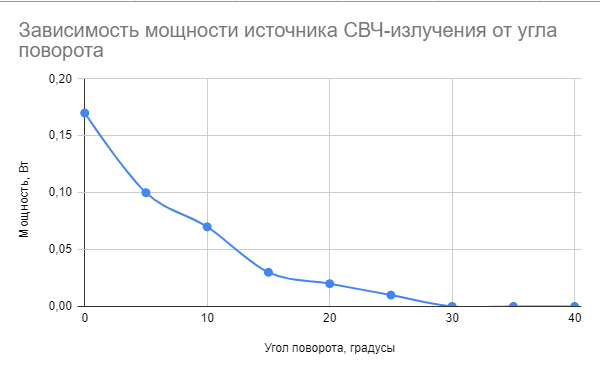 Зависимость мощности источника СВЧ-излучения от угла
поворота
0,20
0,15
0,10
0,05
0,00
Мощность, Вт
0
10
20
30
40
Угол поворота, градусы